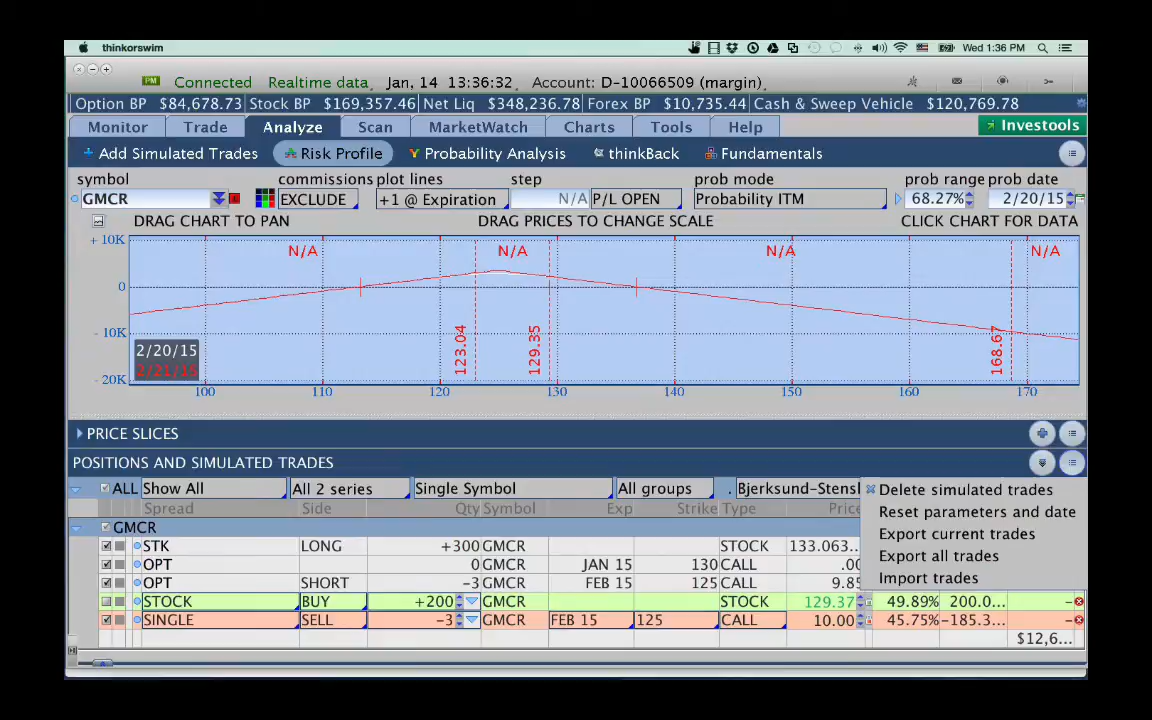 thinkorswim Wed 1:36 PM
PM Connected Realtime data Jan, 14 13:36:32 Account: D-10066509 (margin)
Option BP $84,678.73 Stock BP $169,357.46 Net Liq $348,236.78 Forex BP $10,735.44 Cash & Sweep Vehicle $120,769.78
Monitor Trade Analyze Scan MarketWatch Charts Tools Help Investools
Add Simulated Trades Risk Profile Probability Analysis thinkBack Fundamentals
symbol commissions plot lines step prob mode prob range prob date
GMCR EXCLUDE +1 @ Expiration N/A P/L OPEN Probability ITM 68.27% 2/20/15
DRAG CHART TO PAN DRAG PRICES TO CHANGE SCALE CLICK CHART FOR DATA
+ 10K N/A N/A N/A N/A
0
- 10K
123.04 129.35 168.67
2/20/15
2/21/15
- 20K
100 110 120 130 140 150 160 170
PRICE SLICES
POSITIONS AND SIMULATED TRADES
ALL Show All All 2 series Single Symbol All groups . Bjerksund-Stensl
Delete simulated trades
Reset parameters and date
Export current trades
Export all trades
Import trades
Spread Side Qty Symbol Exp Strike Type Price
GMCR
STK LONG +300 GMCR STOCK 133.063...
OPT 0 GMCR JAN 15 130 CALL .00
OPT SHORT -3 GMCR FEB 15 125 CALL 9.85
STOCK BUY +200 GMCR STOCK 129.37 49.89% 200.0... -
SINGLE SELL -3 GMCR FEB 15 125 CALL 10.00 45.75% -185.3... -
$12,6...